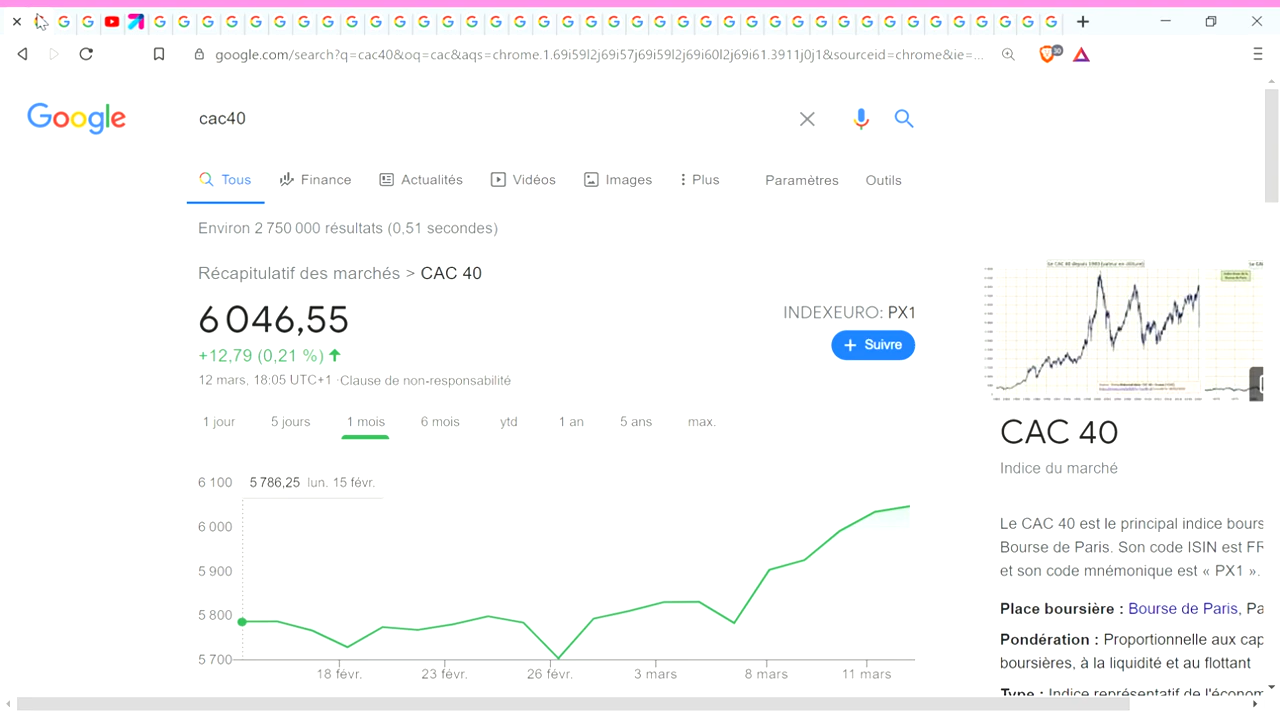 google.com/search?q=cac40&oq=cac&aqs=chrome.1.69i59l2j69i57j69i59l2j69i60l2j69i61.3911j0j1&sourceid=chrome&ie=...
Google
cac40
Tous Finance Actualités Vidéos Images Plus Paramètres Outils
Environ 2 750 000 résultats (0,51 secondes)
Récapitulatif des marchés > CAC 40
6 046,55
INDEXEURO: PX1
+12,79 (0,21 %)
+ Suivre
12 mars, 18:05 UTC+1 · Clause de non-responsabilité
1 jour 5 jours 1 mois 6 mois ytd 1 an 5 ans max.
6 100
5 786,25 lun. 15 févr.
6 000
5 900
5 800
5 700
18 févr. 23 févr. 26 févr. 3 mars 8 mars 11 mars
CAC 40
Indice du marché
Le CAC 40 est le principal indice bours
Bourse de Paris. Son code ISIN est FR
et son code mnémonique est « PX1 ».
Place boursière : Bourse de Paris, Pa
Pondération : Proportionnelle aux cap
boursières, à la liquidité et au flottant
Type : Indice représentatif de l'éconor